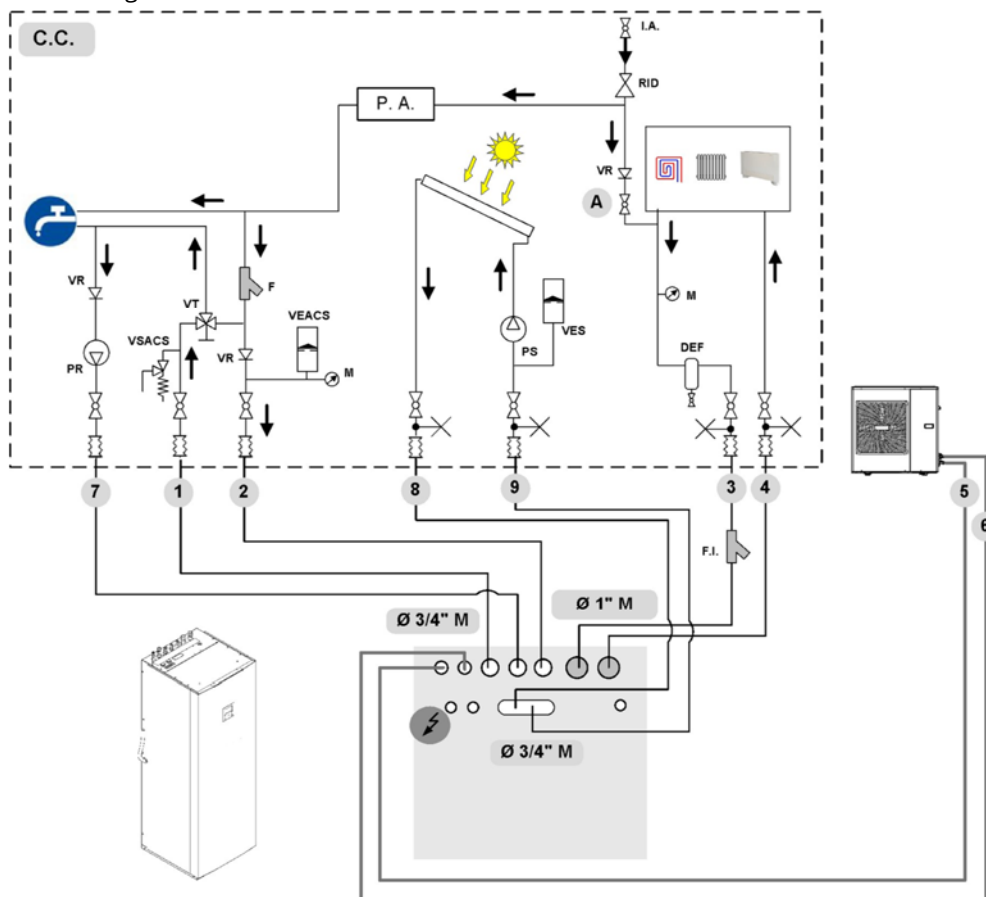 C.C.
I.A.
RID
P. A.
VR
A
VR
F
VT
VEACS
VES
M
VSACS
PS
DEF
PR
VR
M
7
1
2
8
9
3
4
5
6
F.I.
Ø 3/4" M
Ø 1" M
Ø 3/4" M